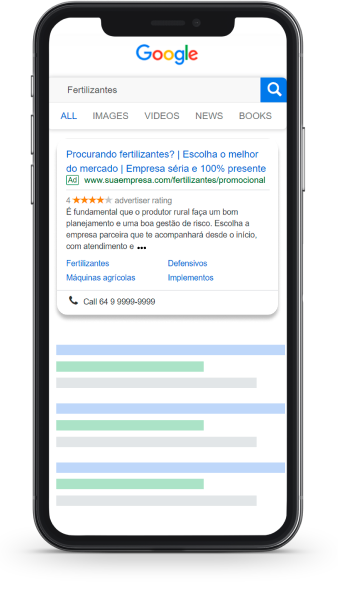 Google
Fertilizantes
ALL IMAGES VIDEOS NEWS BOOKS
Procurando fertilizantes? | Escolha o melhor
do mercado | Empresa séria e 100% presente
Ad www.suaempresa.com/fertilizantes/promocional
4 ★★★★★ advertiser rating
É fundamental que o produtor rural faça um bom
planejamento e uma boa gestão de risco. Escolha a
empresa parceira que te acompanhará desde o início,
com atendimento e ...
Fertilizantes Defensivos
Máquinas agrícolas Implementos
Call 64 9 9999-9999